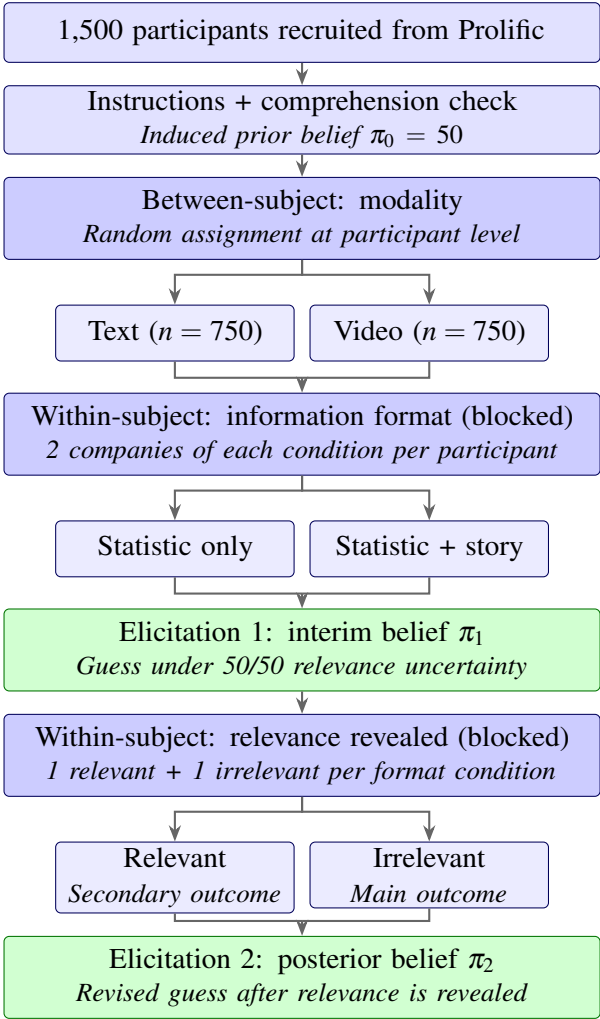 1,500 participants recruited from Prolific
Instructions + comprehension check
Induced prior belief π₀ = 50
Between-subject: modality
Random assignment at participant level
Text (n = 750)
Video (n = 750)
Within-subject: information format (blocked)
2 companies of each condition per participant
Statistic only
Statistic + story
Elicitation 1: interim belief π₁
Guess under 50/50 relevance uncertainty
Within-subject: relevance revealed (blocked)
1 relevant + 1 irrelevant per format condition
Relevant
Secondary outcome
Irrelevant
Main outcome
Elicitation 2: posterior belief π₂
Revised guess after relevance is revealed